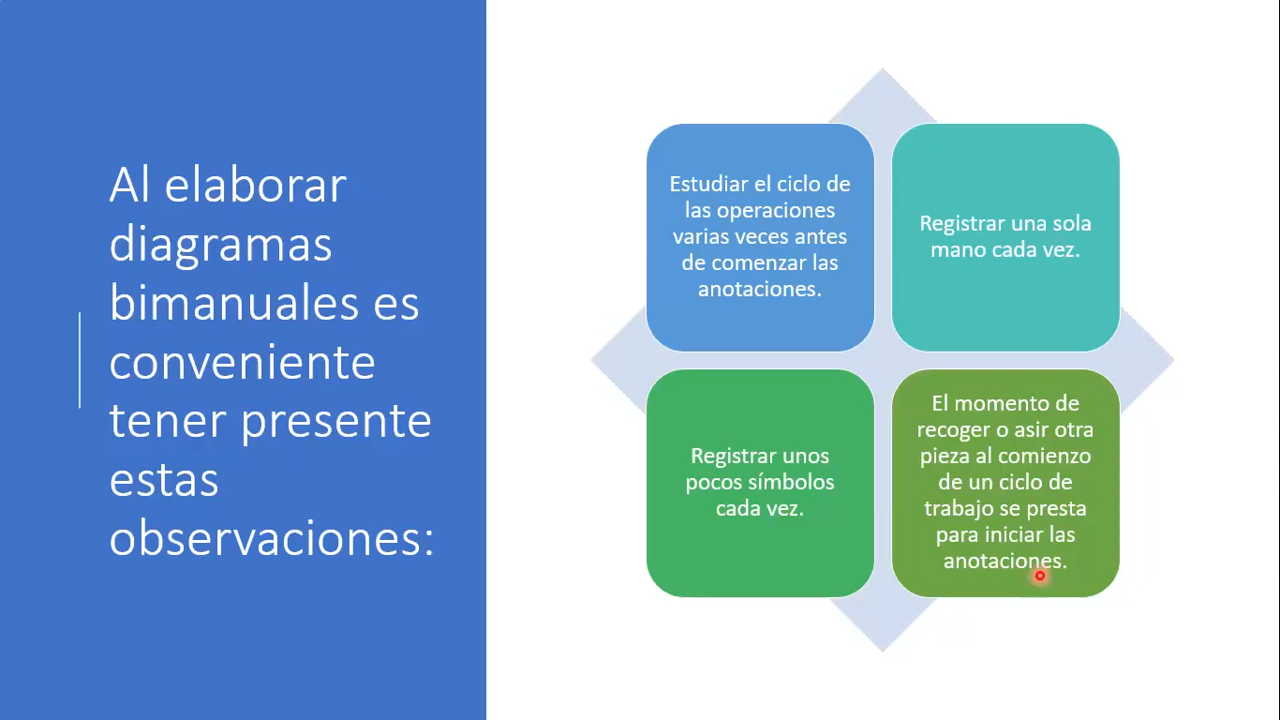 Al elaborar
diagramas
bimanuales es
conveniente
tener presente
estas
observaciones:
Estudiar el ciclo de
las operaciones
varias veces antes
de comenzar las
anotaciones.
Registrar una sola
mano cada vez.
Registrar unos
pocos símbolos
cada vez.
El momento de
recoger o asir otra
pieza al comienzo
de un ciclo de
trabajo se presta
para iniciar las
anotaciones.